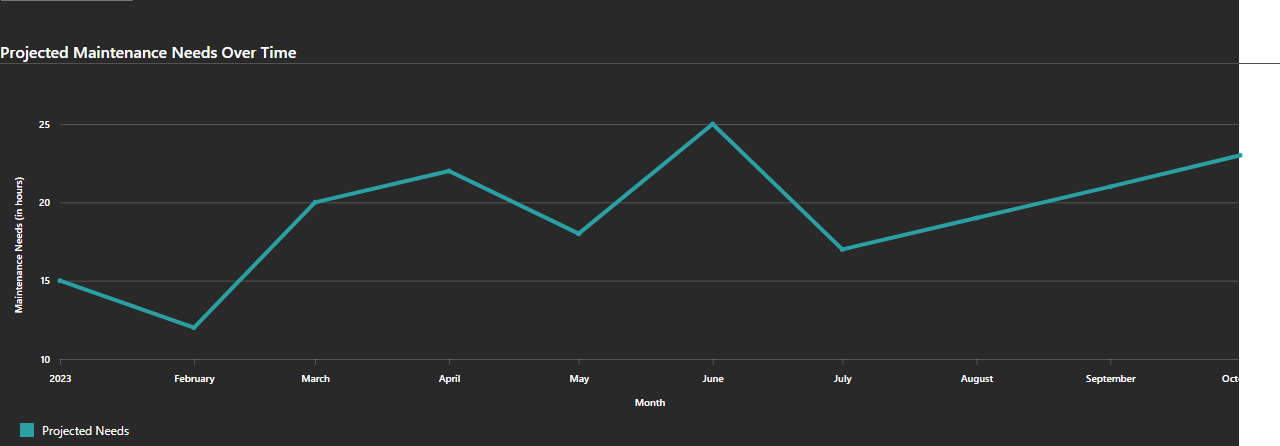 Projected Maintenance Needs Over Time
25
20
15
10
Maintenance Needs (in hours)
2023 February March April May June July August September Octo
Month
Projected Needs